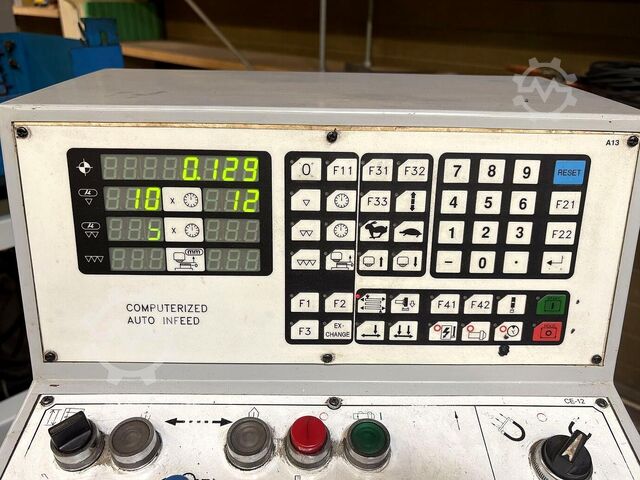 A13
0.129
10 x 12
5 x
mm
COMPUTERIZED
AUTO INFEED
0 F11 F31 F32
F33
F1 F2
F3 EX-CHANGE
F41 F42
7 8 9 RESET
4 5 6 F21
1 2 3 F22
- 0 .
CE-12